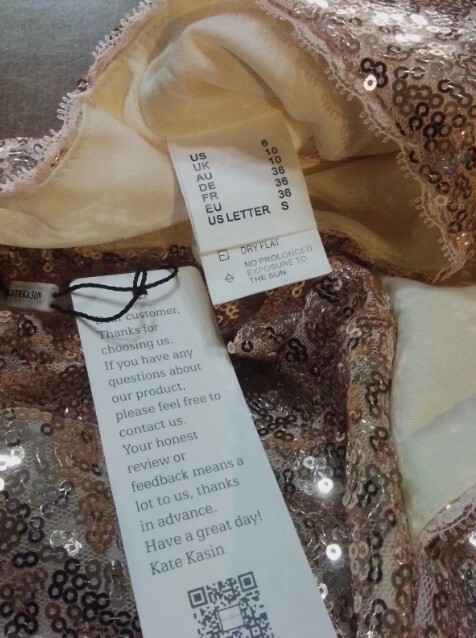 US 6
UK 10
AU 10
DE 36
FR 36
EU 36
US LETTER S
DRY FLAT
NO PROLONGED
EXPOSURE TO
THE SUN
KATEKASIN
customer,
Thanks for
choosing us.
If you have any
questions about
our product,
please feel free to
contact us.
Your honest
review or
feedback means a
lot to us, thanks
in advance.
Have a great day!
Kate Kasin